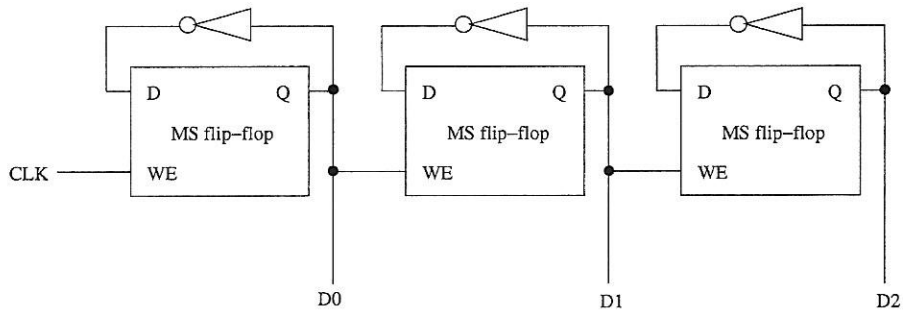 D Q
MS flip–flop
WE
D Q
MS flip–flop
WE
D Q
MS flip–flop
WE
CLK
D0
D1
D2